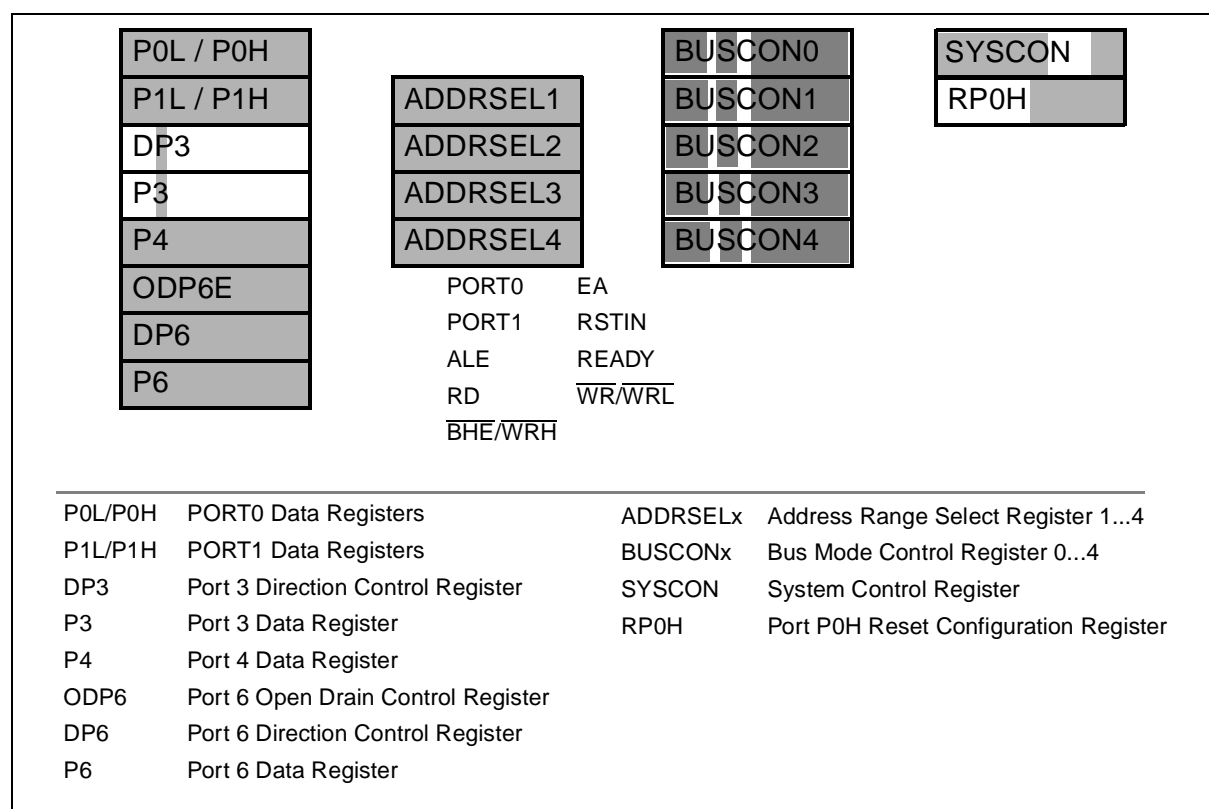 P0L / P0H
P1L / P1H
DP3
P3
P4
ODP6E
DP6
P6
ADDRSEL1
ADDRSEL2
ADDRSEL3
ADDRSEL4
BUSCON0
BUSCON1
BUSCON2
BUSCON3
BUSCON4
SYSCON
RP0H
PORT0 EA
PORT1 RSTIN
ALE READY
RD WR/WRL
BHE/WRH
P0L/P0H PORT0 Data Registers
P1L/P1H PORT1 Data Registers
DP3 Port 3 Direction Control Register
P3 Port 3 Data Register
P4 Port 4 Data Register
ODP6 Port 6 Open Drain Control Register
DP6 Port 6 Direction Control Register
P6 Port 6 Data Register
ADDRSELx Address Range Select Register 1...4
BUSCONx Bus Mode Control Register 0...4
SYSCON System Control Register
RP0H Port P0H Reset Configuration Register